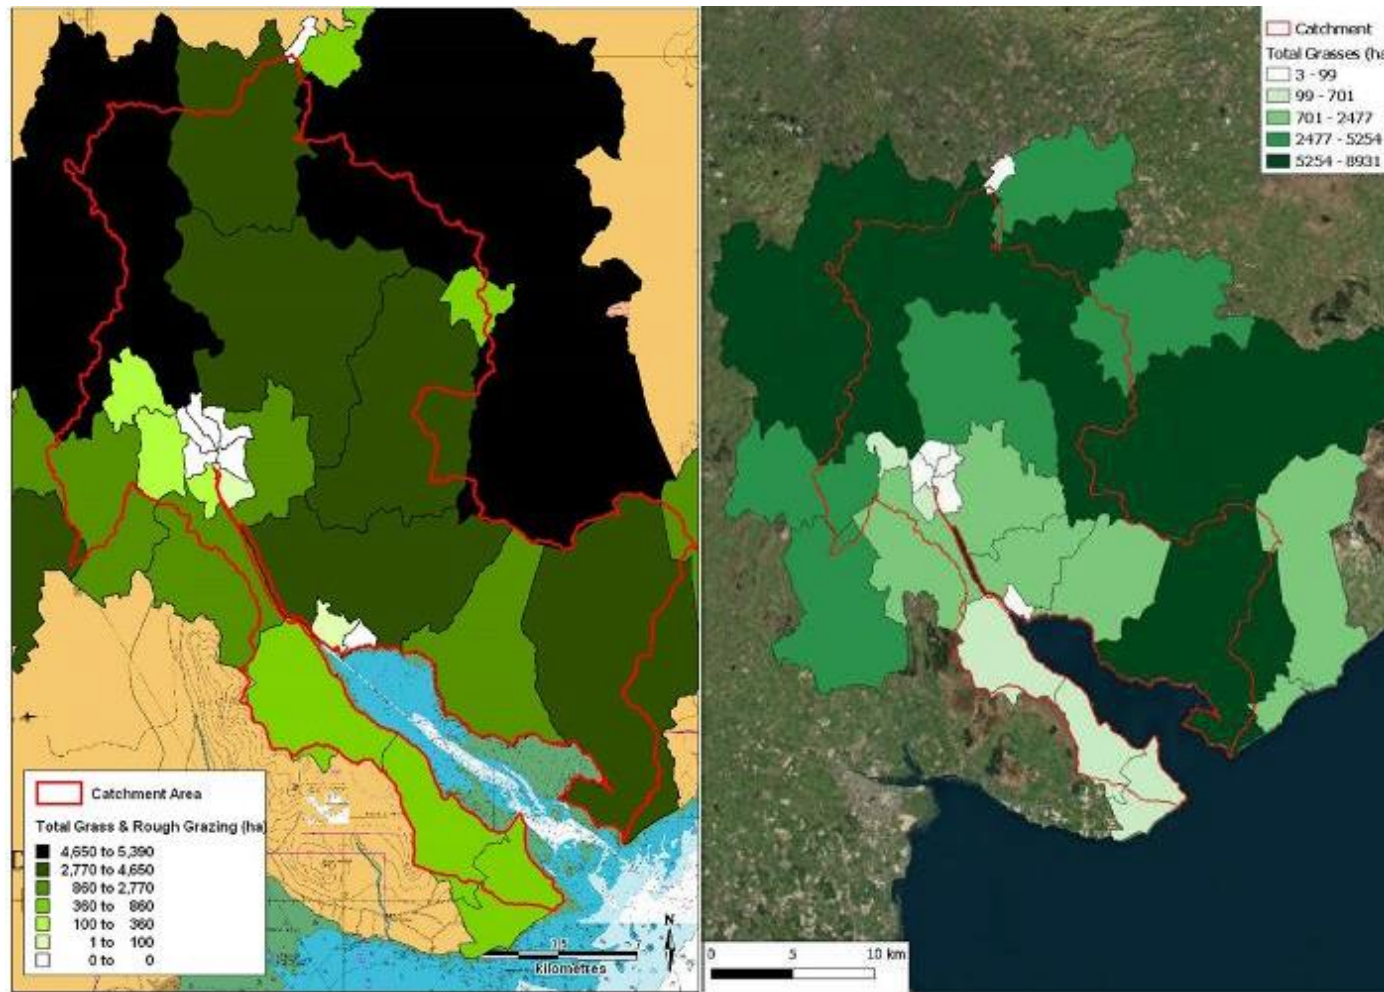 Catchment Area
Total Grass & Rough Grazing (ha)
4,650 to 5,390
2,770 to 4,650
860 to 2,770
360 to 860
100 to 360
1 to 100
0 to 0
N
Kilometres
Catchment
Total Grasses (ha
3 - 99
99 - 701
701 - 2477
2477 - 5254
5254 - 8931
0 5 10 km